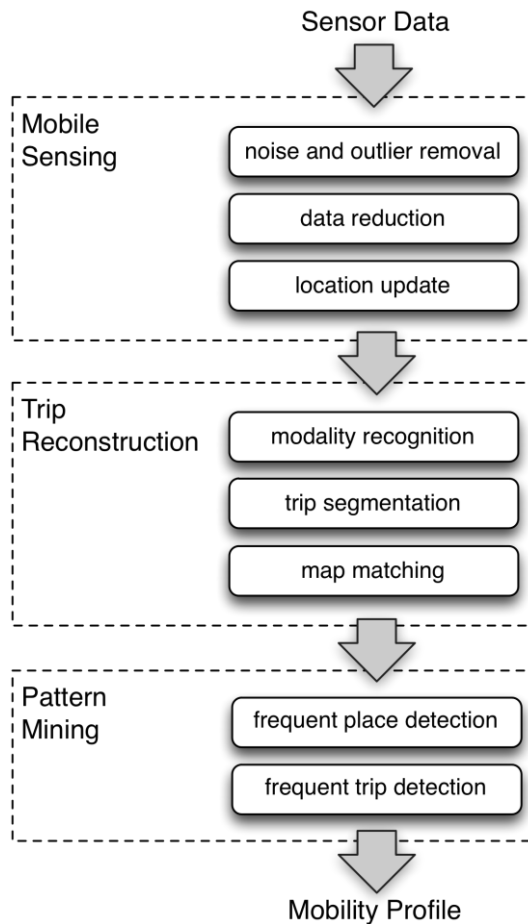 Sensor Data
Mobile
Sensing
noise and outlier removal
data reduction
location update
Trip
Reconstruction
modality recognition
trip segmentation
map matching
Pattern
Mining
frequent place detection
frequent trip detection
Mobility Profile